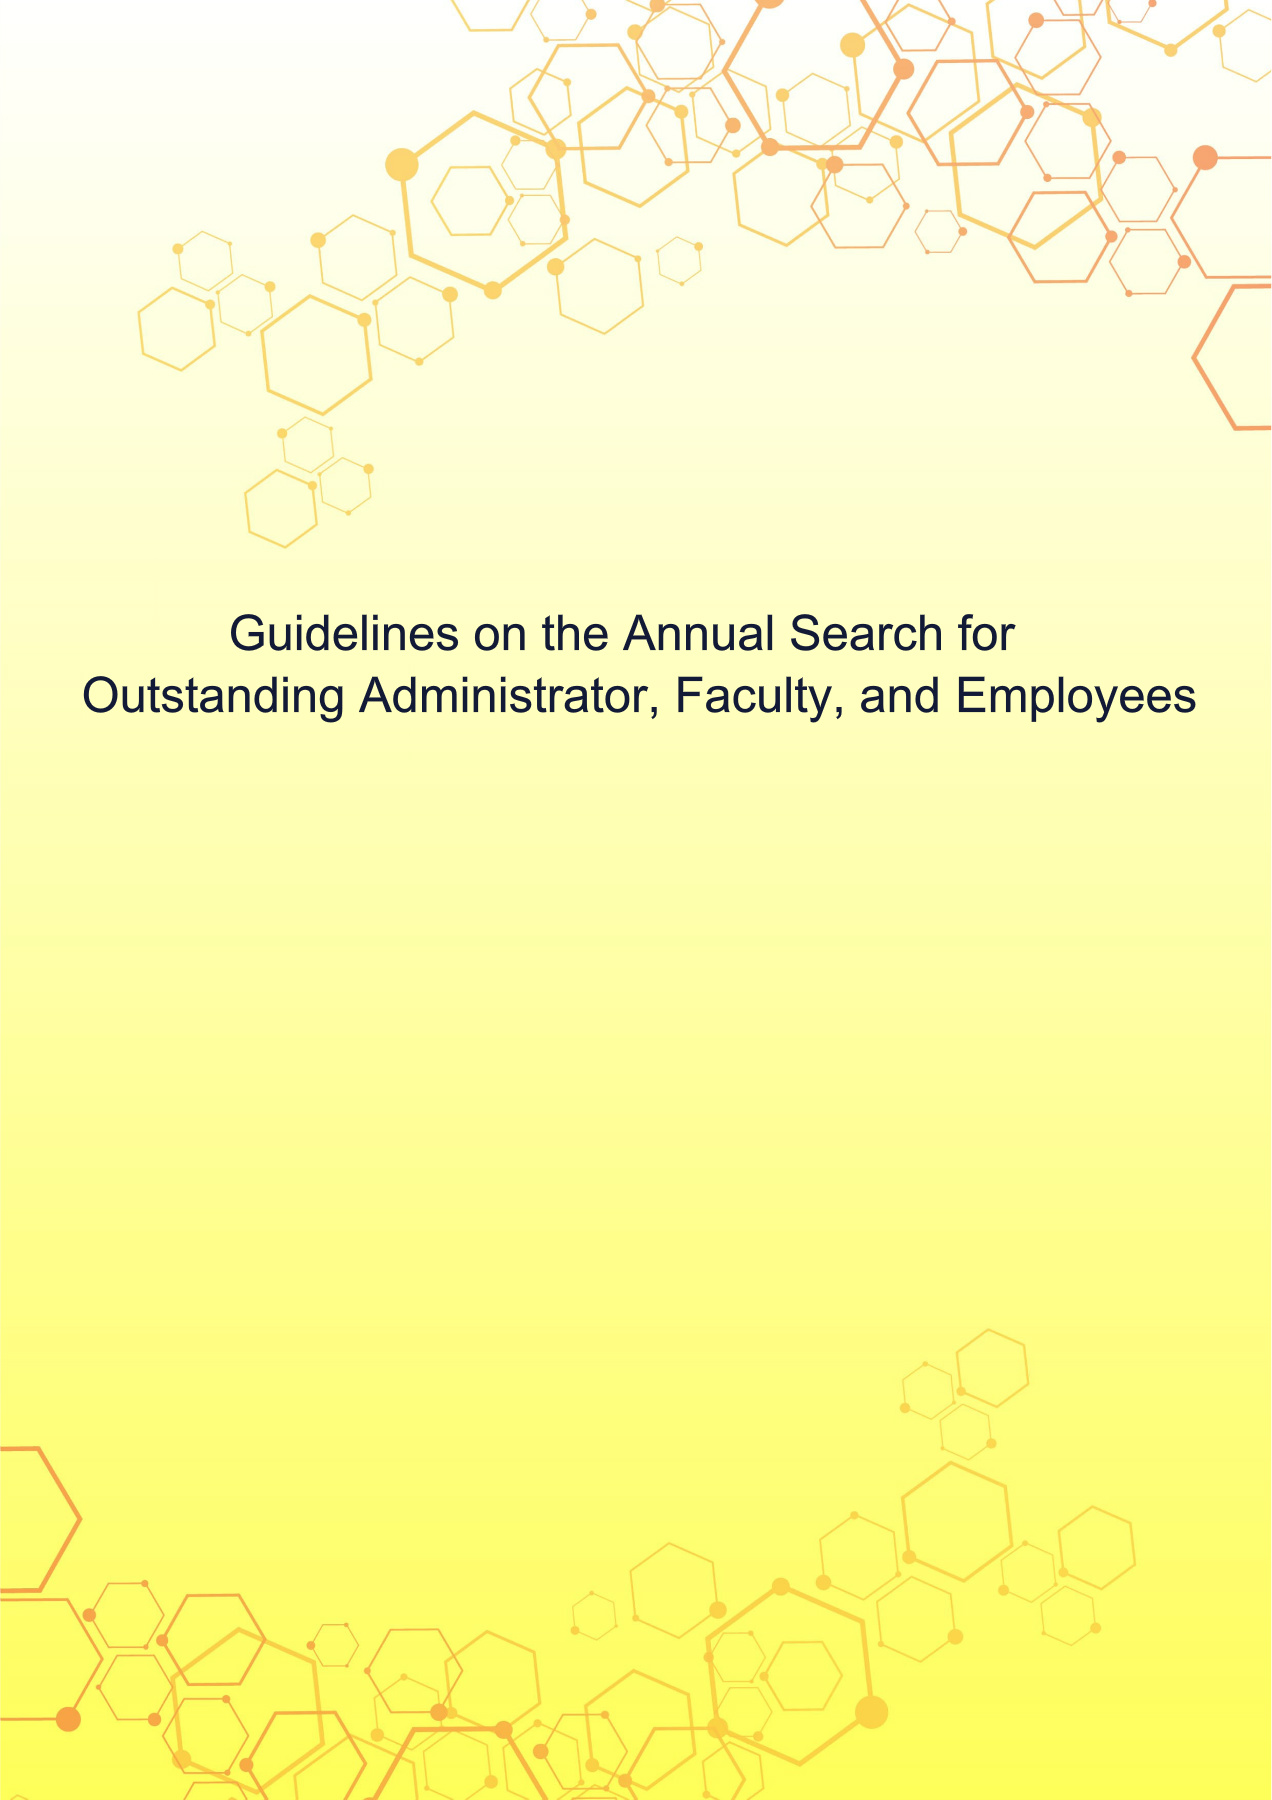 Guidelines on the Annual Search for
Outstanding Administrator, Faculty, and Employees